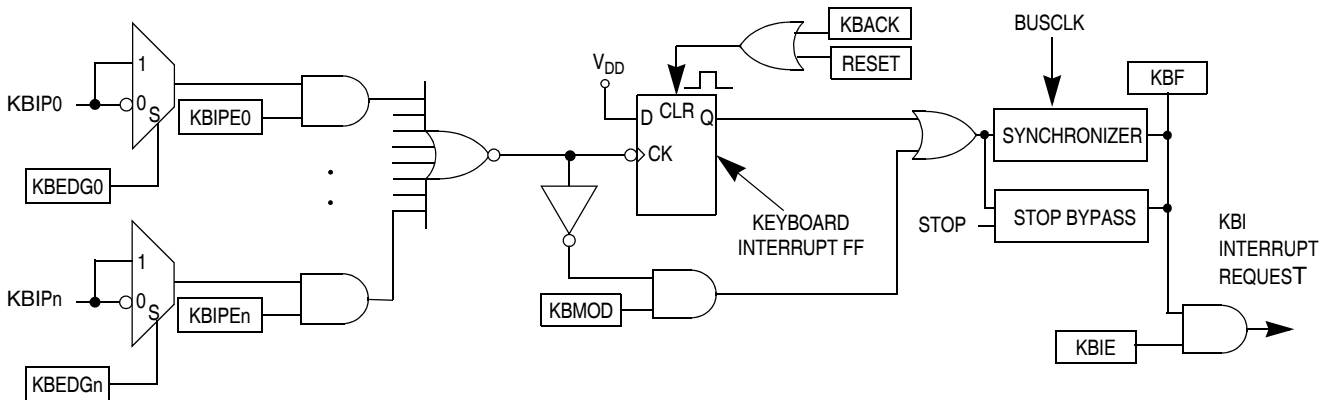 KBIP0
1
0
S
KBEDG0
KBIPE0
KBIPn
1
0
S
KBEDGn
KBIPEn
VDD
D
CLR
Q
CK
KBACK
RESET
KEYBOARD
INTERRUPT FF
KBMOD
BUSCLK
SYNCHRONIZER
STOP
STOP BYPASS
KBF
KBI
INTERRUPT
REQUEST
KBIE